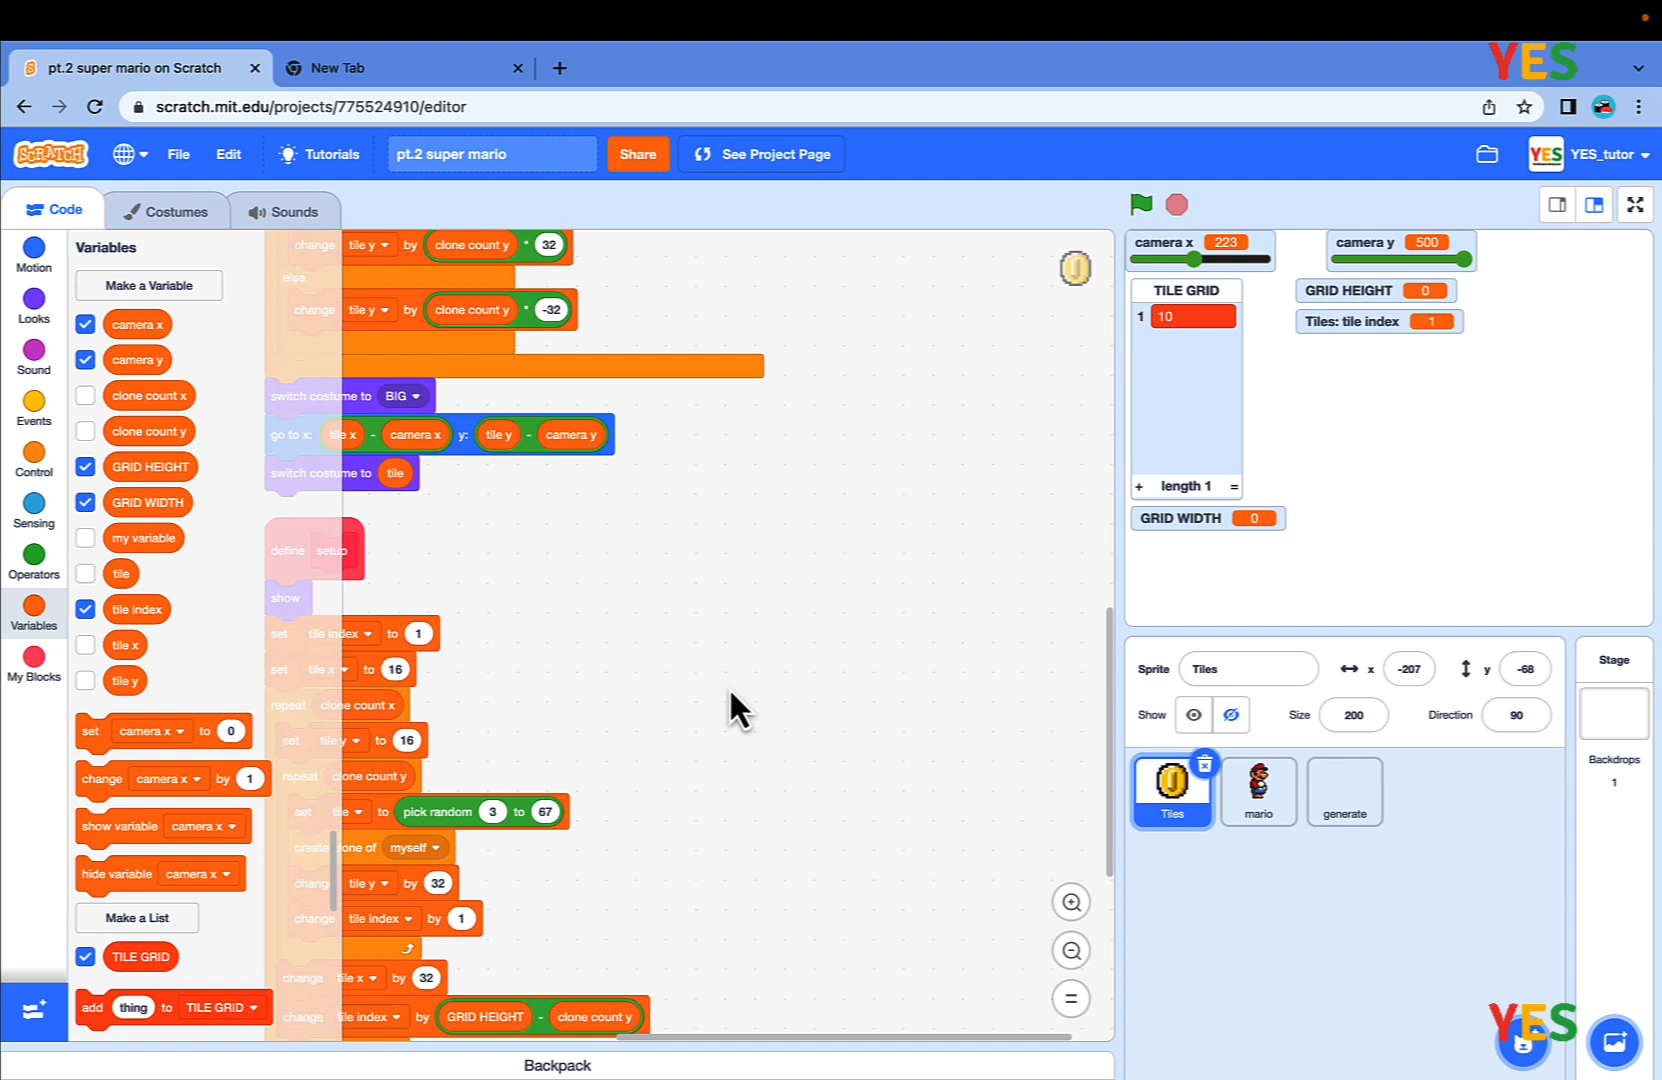 YES
pt.2 super mario on Scratch
New Tab
scratch.mit.edu/projects/775524910/editor
SCRATCH
File
Edit
Tutorials
pt.2 super mario
Share
See Project Page
YES
YES_tutor
Code
Costumes
Sounds
Motion
Looks
Sound
Events
Control
Sensing
Operators
Variables
My Blocks
Variables
Make a Variable
camera x
camera y
clone count x
clone count y
GRID HEIGHT
GRID WIDTH
my variable
tile
tile index
tile x
tile y
set camera x to 0
change camera x by 1
show variable camera x
hide variable camera x
Make a List
TILE GRID
add thing to TILE GRID
change tile y by clone count y * 32
else
change tile y by clone count y * -32
switch costume to BIG
go to x: tile x - camera x y: tile y - camera y
switch costume to tile
define setup
show
set tile index to 1
set tile x to 16
repeat clone count x
set tile y to 16
repeat clone count y
set tile to pick random 3 to 67
create clone of myself
change tile y by 32
change tile index by 1
change tile x by 32
change tile index by GRID HEIGHT - clone count y
Backpack
camera x 223
camera y 500
TILE GRID
1 10
+ length 1 =
GRID HEIGHT 0
Tiles: tile index 1
GRID WIDTH 0
Sprite Tiles x -207 y -68
Show Size 200 Direction 90
Tiles
mario
generate
Stage
Backdrops
1
YES